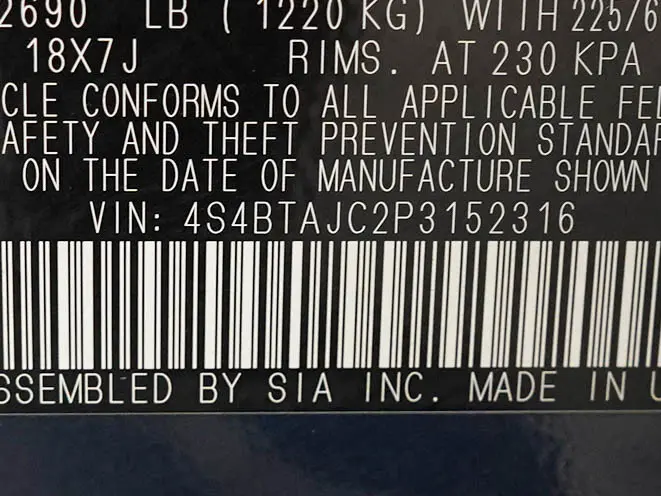 2690 LB ( 1220 KG) WITH 225/6
18X7J RIMS. AT 230 KPA
CLE CONFORMS TO ALL APPLICABLE FE
AFETY AND THEFT PREVENTION STANDAR
ON THE DATE OF MANUFACTURE SHOWN
VIN: 4S4BTAJC2P3152316
SSEMBLED BY SIA INC. MADE IN U